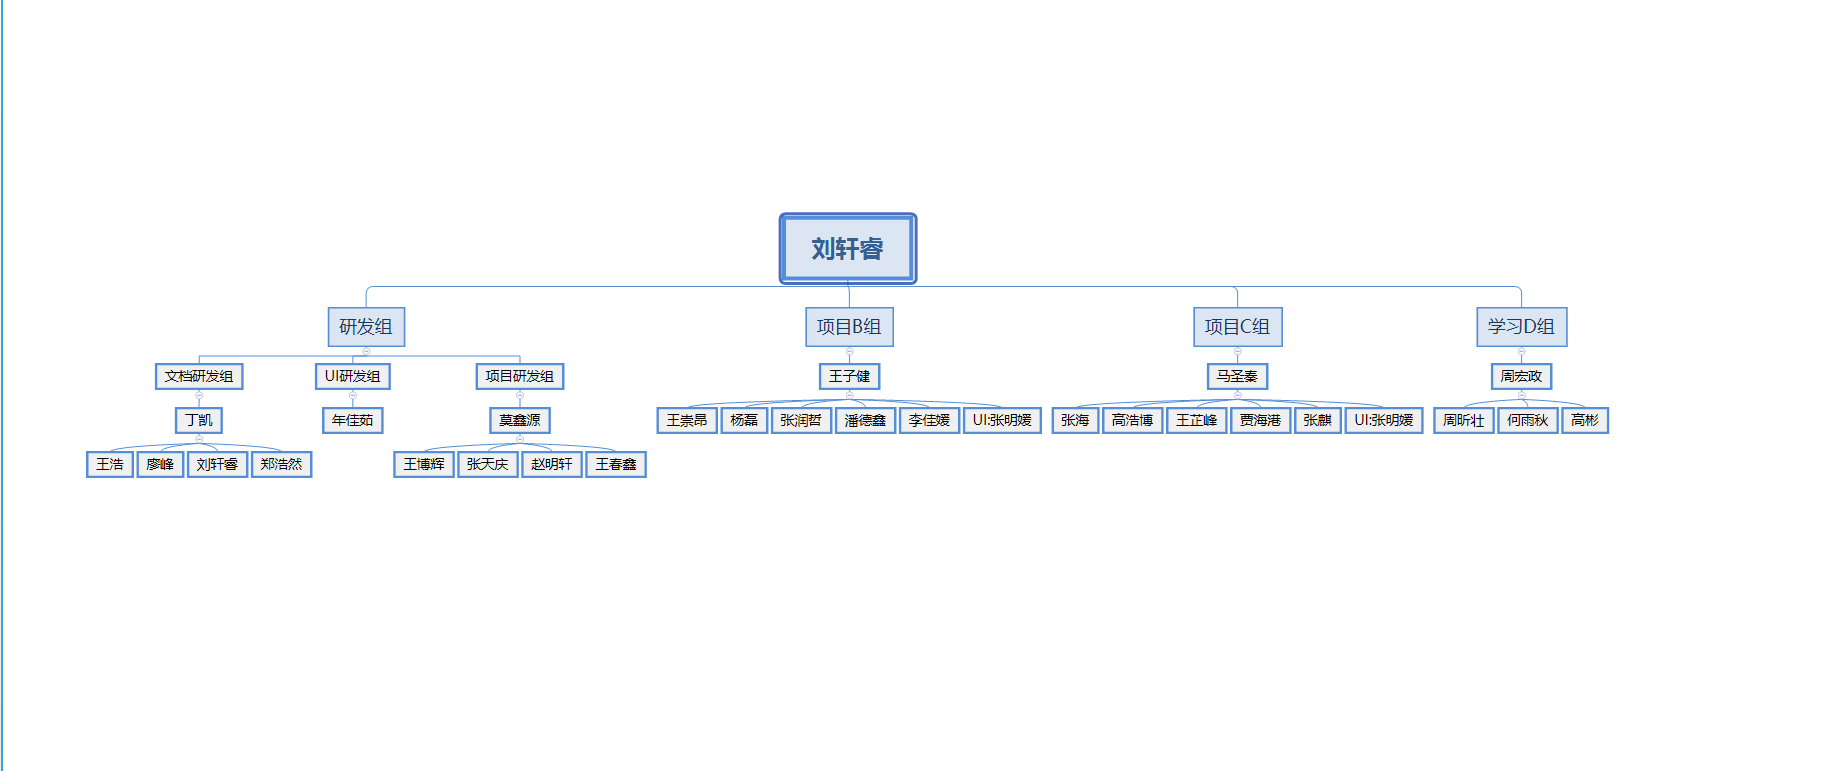 刘轩睿
研发组
项目B组
项目C组
学习D组
文档研发组
UI研发组
项目研发组
王子健
马圣秦
周宏政
丁凯
年佳茹
莫鑫源
王崇昂
杨磊
张润哲
潘德鑫
李佳媛
UI:张明媛
张海
高浩博
王芷峰
贾海港
张麒
UI:张明媛
周昕壮
何雨秋
高彬
王浩
廖峰
刘轩睿
郑浩然
王博辉
张天庆
赵明轩
王春鑫